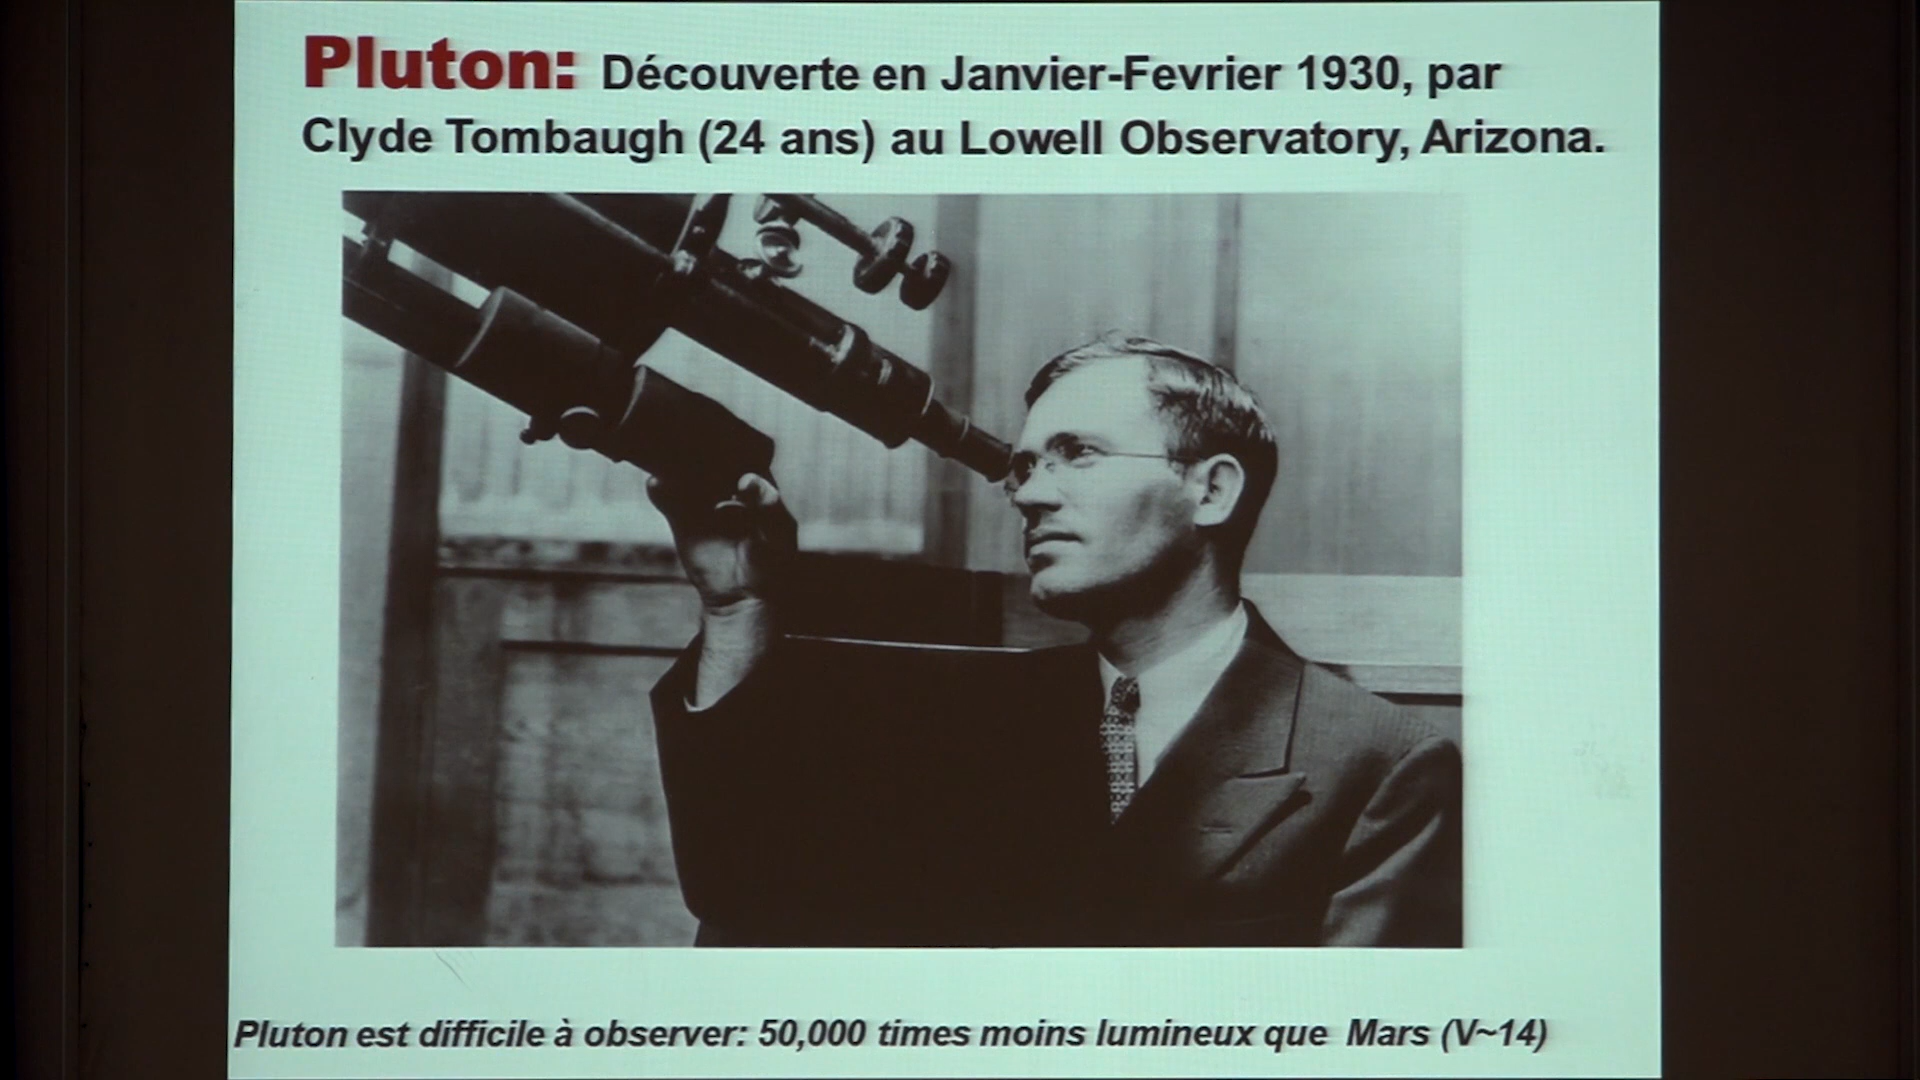 Pluton: Découverte en Janvier-Fevrier 1930, par
Clyde Tombaugh (24 ans) au Lowell Observatory, Arizona.
Pluton est difficile à observer: 50,000 times moins lumineux que Mars (V~14)